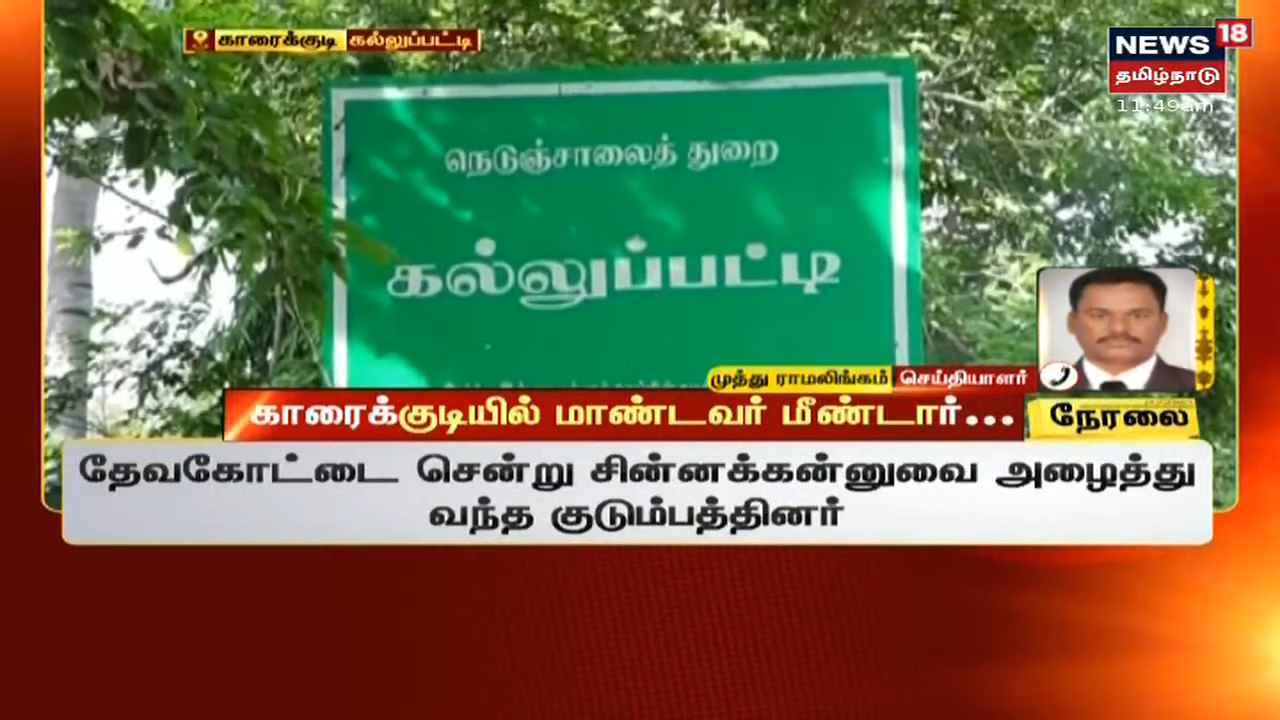 காரைக்குடி கல்லுப்பட்டி
NEWS 18
தமிழ்நாடு
11:49am
நெடுஞ்சாலைத் துறை
கல்லுப்பட்டி
முத்து ராமலிங்கம் செய்தியாளர்
காரைக்குடியில் மாண்டவர் மீண்டார்...
நேரலை
தேவகோட்டை சென்று சின்னக்கன்னுவை அழைத்து
வந்த குடும்பத்தினர்